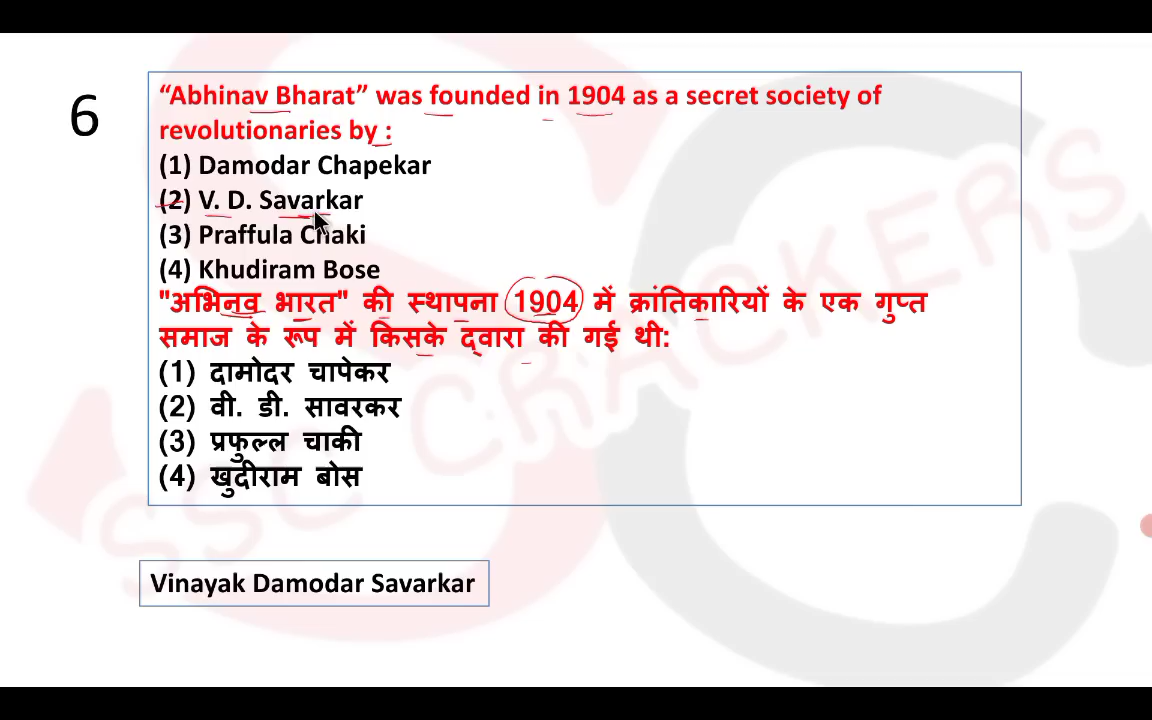 6
“Abhinav Bharat” was founded in 1904 as a secret society of
revolutionaries by :
(1) Damodar Chapekar
(2) V. D. Savarkar
(3) Praffula Chaki
(4) Khudiram Bose
"अभिनव भारत" की स्थापना 1904 में क्रांतिकारियों के एक गुप्त
समाज के रूप में किसके द्वारा की गई थी:
(1) दामोदर चापेकर
(2) वी. डी. सावरकर
(3) प्रफुल्ल चाकी
(4) खुदीराम बोस
Vinayak Damodar Savarkar
SSC CRACKERS